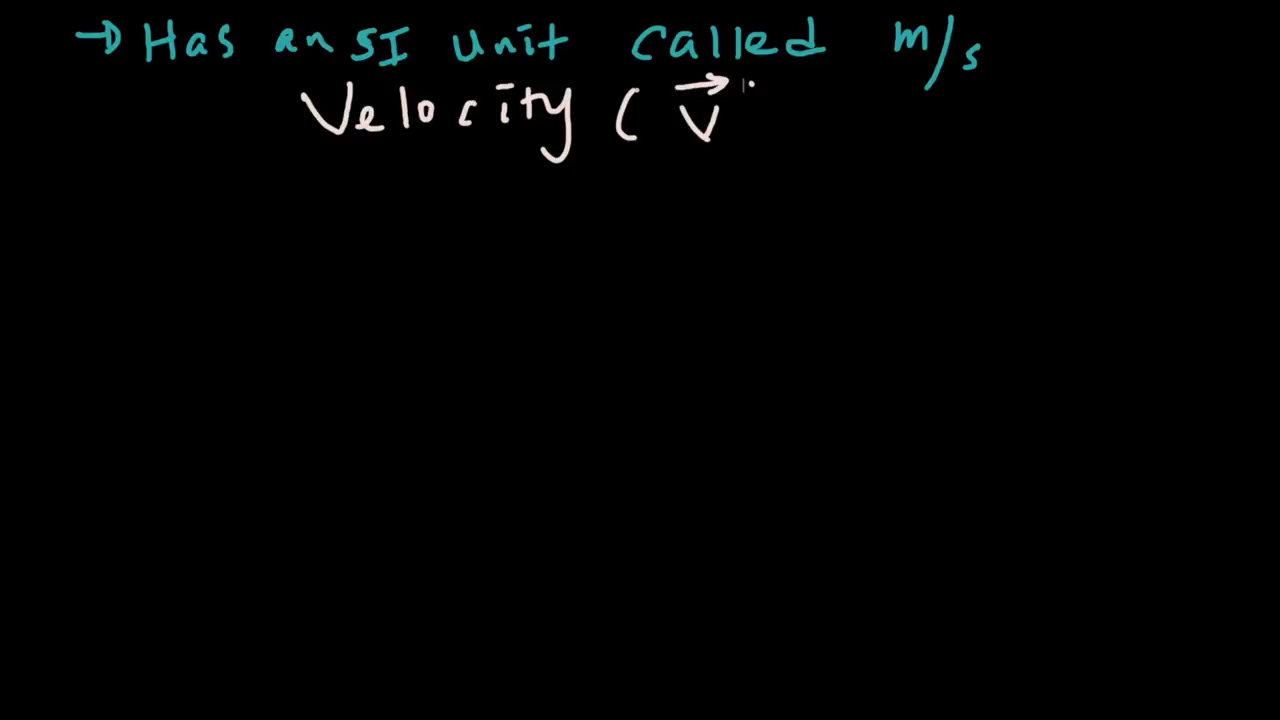 → Has an SI unit called m/s
Velocity ( v⃗